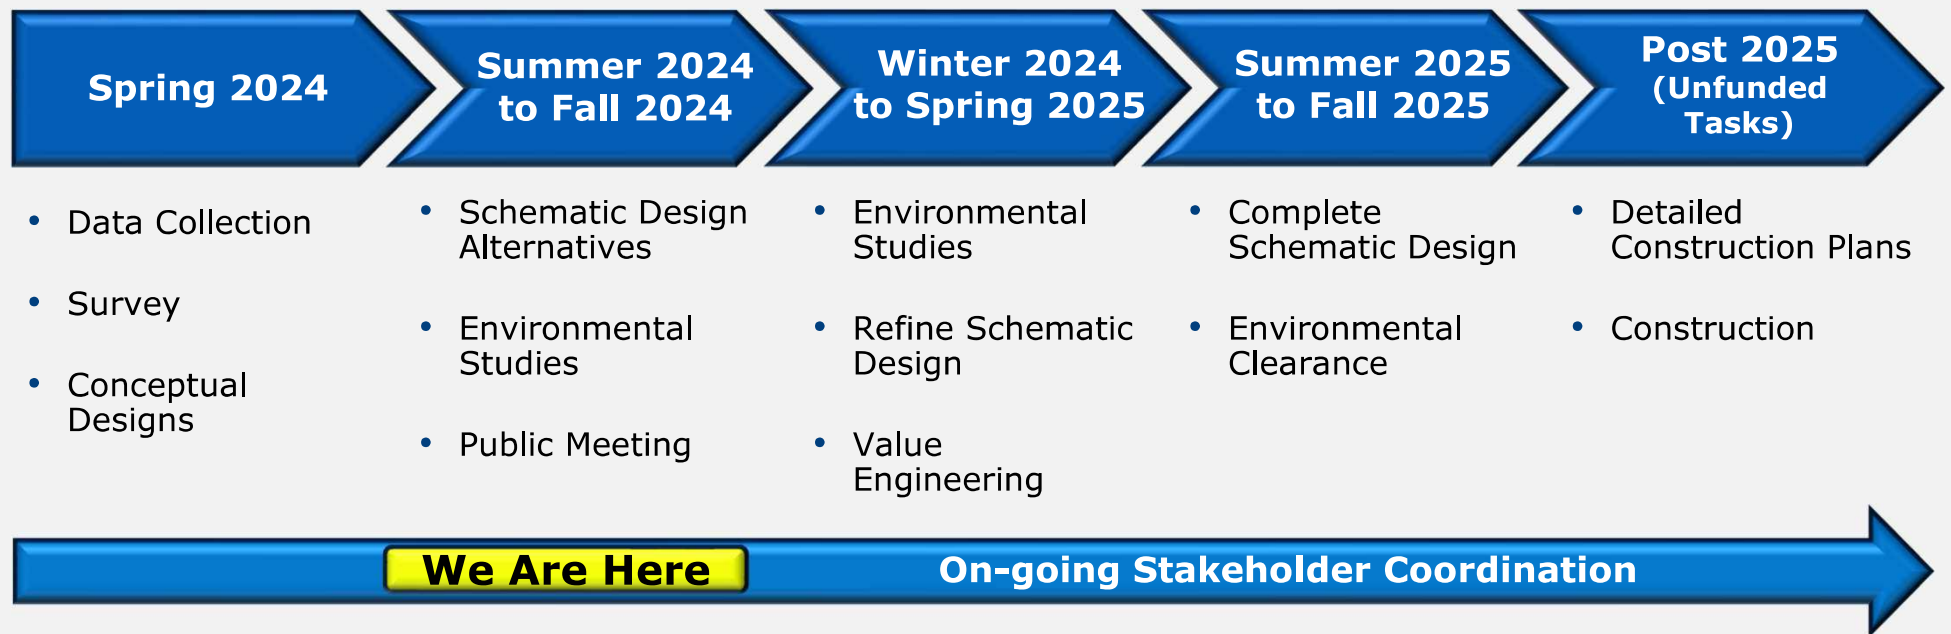 Spring 2024
Summer 2024
to Fall 2024
Winter 2024
to Spring 2025
Summer 2025
to Fall 2025
Post 2025
(Unfunded
Tasks)
• Data Collection
• Survey
• Conceptual
Designs
• Schematic Design
Alternatives
• Environmental
Studies
• Public Meeting
• Environmental
Studies
• Refine Schematic
Design
• Value
Engineering
• Complete
Schematic Design
• Environmental
Clearance
• Detailed
Construction Plans
• Construction
We Are Here
On-going Stakeholder Coordination